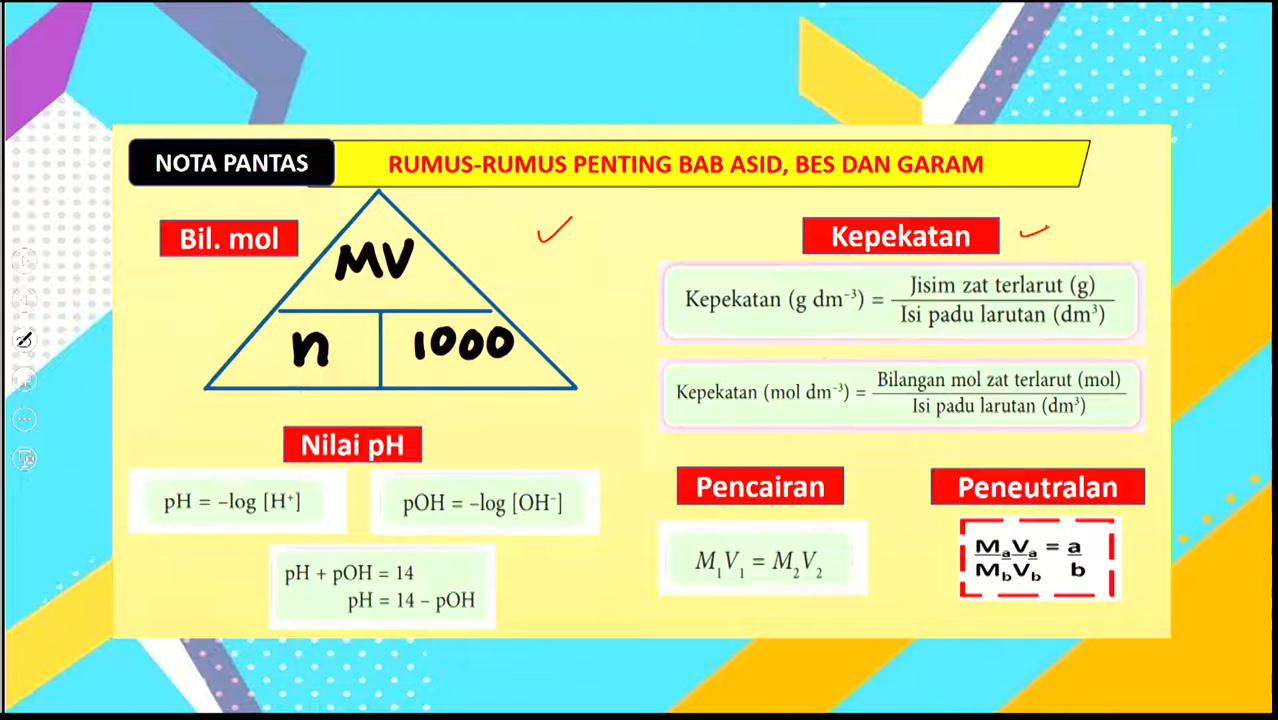 NOTA PANTAS
RUMUS-RUMUS PENTING BAB ASID, BES DAN GARAM
Bil. mol
MV
n
1000
Kepekatan
Kepekatan (g dm⁻³) = Jisim zat terlarut (g)
Isi padu larutan (dm³)
Kepekatan (mol dm⁻³) = Bilangan mol zat terlarut (mol)
Isi padu larutan (dm³)
Nilai pH
pH = –log [H⁺]
pOH = –log [OH⁻]
pH + pOH = 14
pH = 14 – pOH
Pencairan
M₁V₁ = M₂V₂
Peneutralan
MₐVₐ = a
M_bV_b b